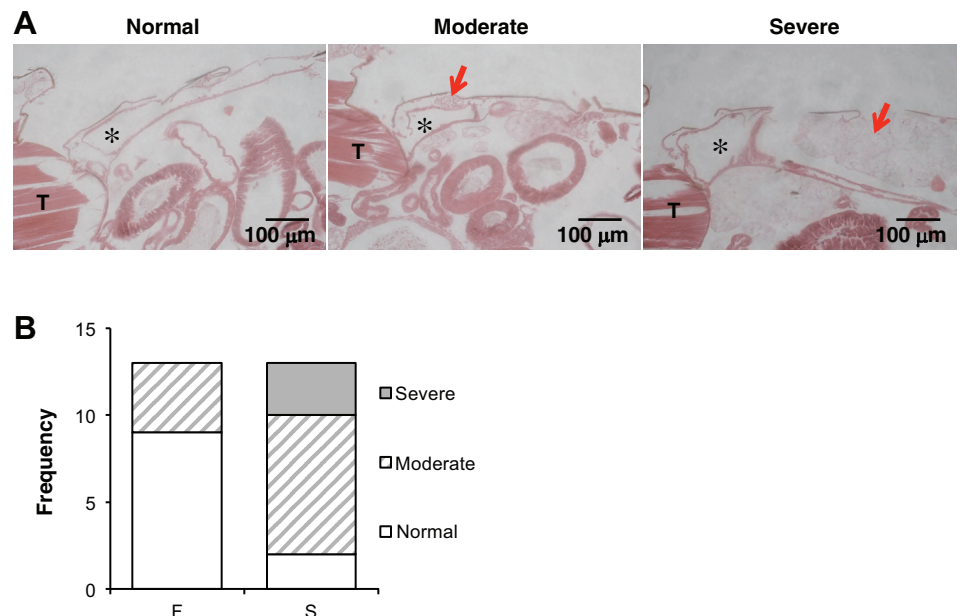 A
Normal Moderate Severe
* * *
T T T
100 μm 100 μm 100 μm
B
15
10
5
0
Frequency
F S
Severe
Moderate
Normal